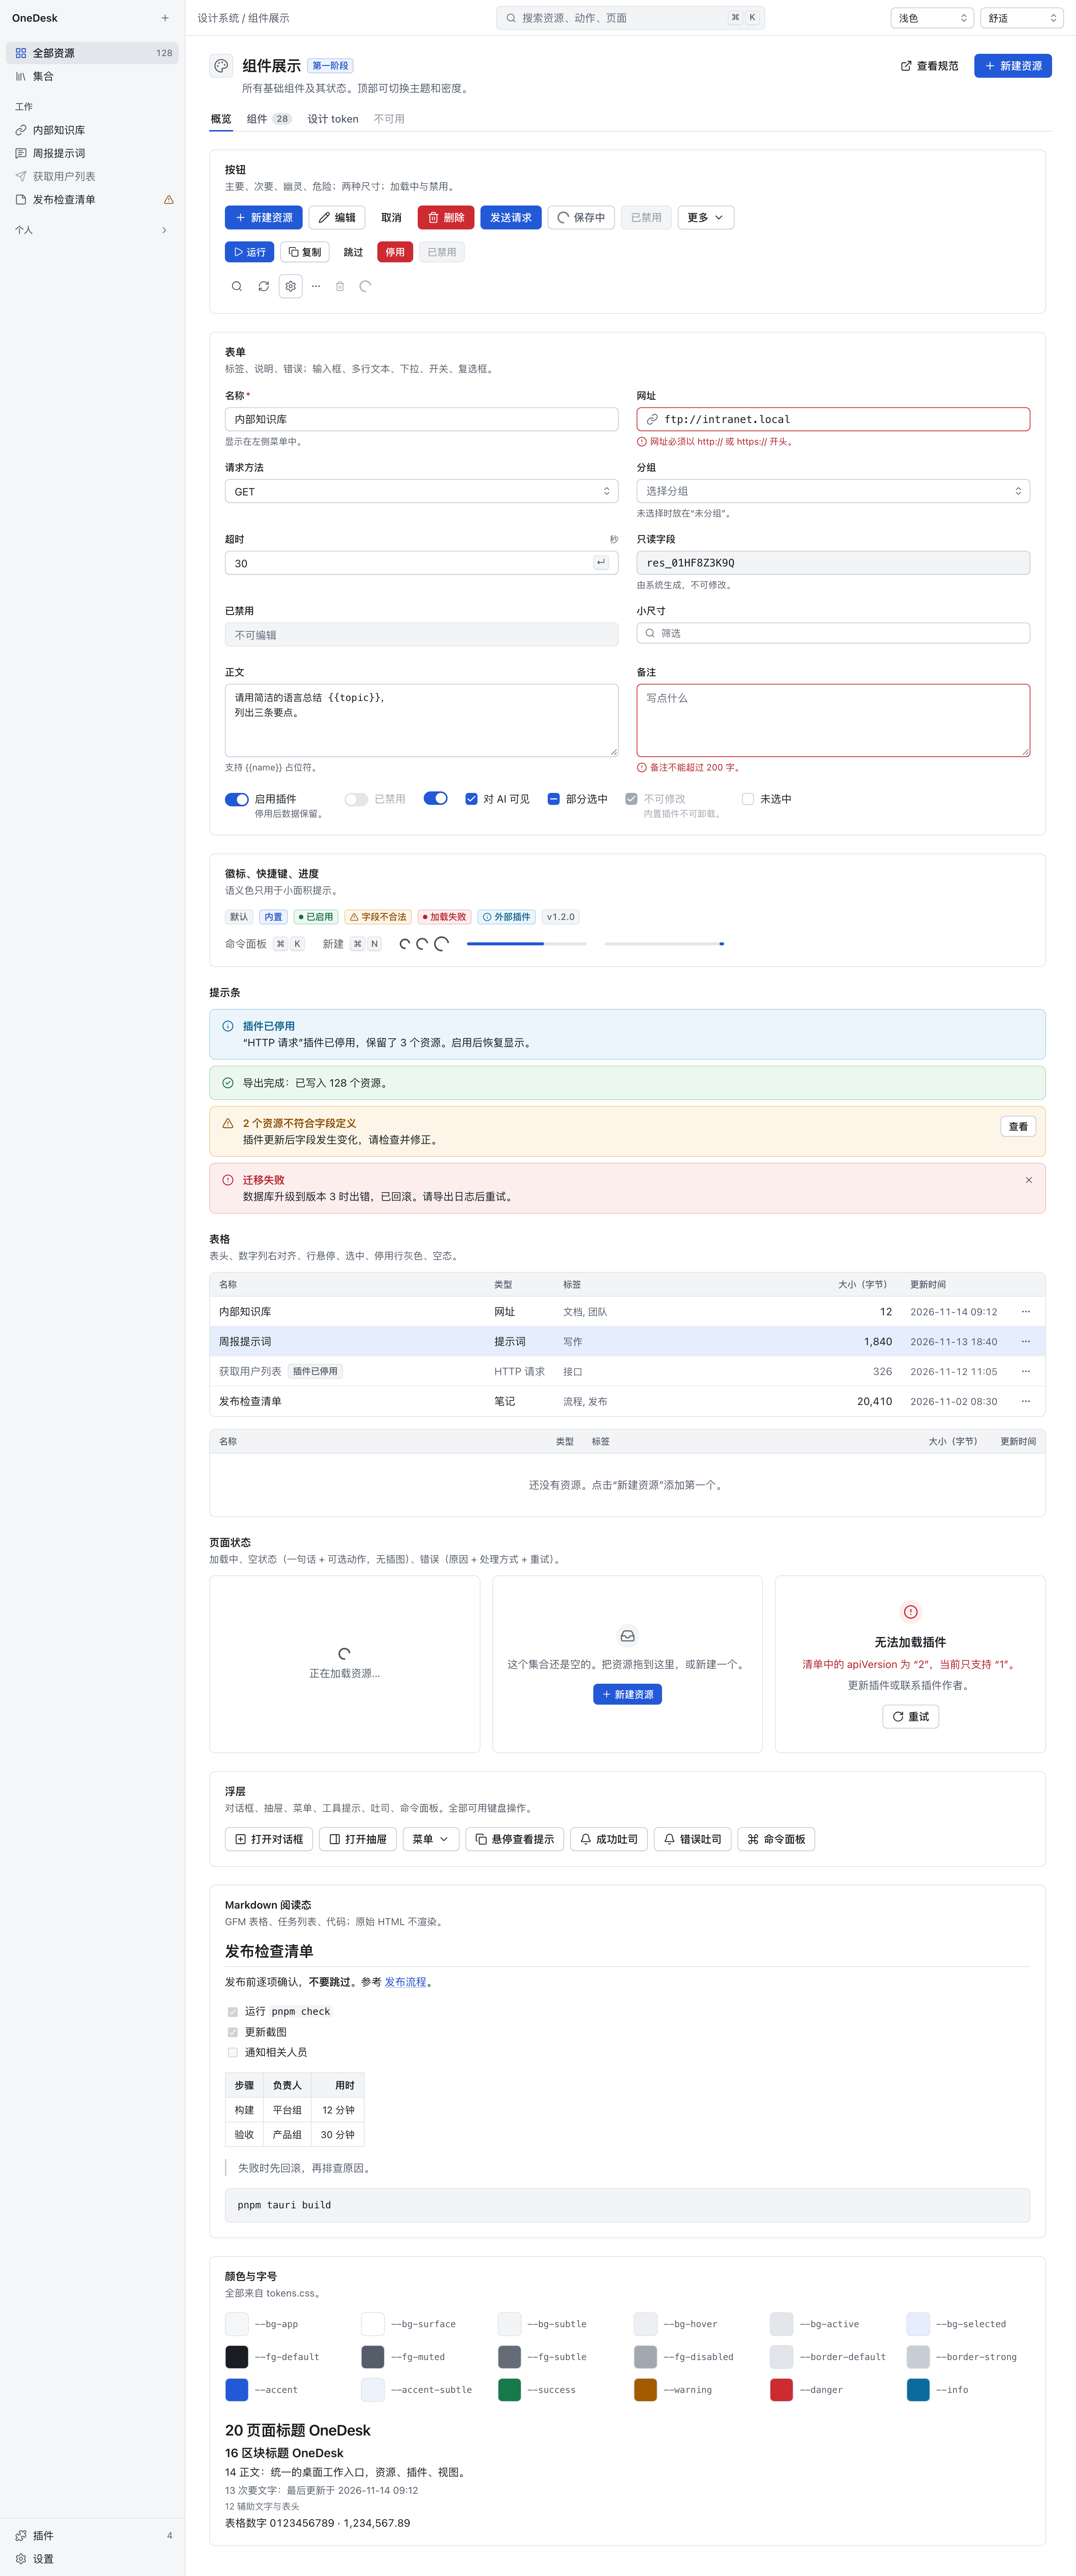 OneDesk
全部资源 128
集合
工作
内部知识库
周报提示词
获取用户列表
发布检查清单
个人
插件 4
设置
设计系统 / 组件展示
搜索资源、动作、页面 ⌘ K
浅色
舒适
组件展示 第一阶段
所有基础组件及其状态。顶部可切换主题和密度。
查看规范
新建资源
概览 组件 28 设计 token 不可用
按钮
主要、次要、幽灵、危险；两种尺寸；加载中与禁用。
新建资源 编辑 取消 删除 发送请求 保存中 已禁用 更多
运行 复制 跳过 停用 已禁用
表单
标签、说明、错误；输入框、多行文本、下拉、开关、复选框。
名称*
内部知识库
显示在左侧菜单中。
网址
ftp://intranet.local
网址必须以 http:// 或 https:// 开头。
请求方法
GET
分组
选择分组
未选择时放在“未分组”。
超时 秒
30
只读字段
res_01HF8Z3K9Q
由系统生成，不可修改。
已禁用
不可编辑
小尺寸
筛选
正文
请用简洁的语言总结 {{topic}}，
列出三条要点。
支持 {{name}} 占位符。
备注
写点什么
备注不能超过 200 字。
启用插件 已禁用 对 AI 可见 部分选中 不可修改 未选中
停用后数据保留。 内置插件不可卸载。
徽标、快捷键、进度
语义色只用于小面积提示。
默认 内置 已启用 字段不合法 加载失败 外部插件 v1.2.0
命令面板 ⌘ K 新建 ⌘ N
提示条
插件已停用
“HTTP 请求”插件已停用，保留了 3 个资源。启用后恢复显示。
导出完成：已写入 128 个资源。
2 个资源不符合字段定义
插件更新后字段发生变化，请检查并修正。
查看
迁移失败
数据库升级到版本 3 时出错，已回滚。请导出日志后重试。
表格
表头、数字列右对齐、行悬停、选中、停用行灰色、空态。
名称 类型 标签 大小（字节） 更新时间
内部知识库 网址 文档, 团队 12 2026-11-14 09:12
周报提示词 提示词 写作 1,840 2026-11-13 18:40
获取用户列表 插件已停用 HTTP 请求 接口 326 2026-11-12 11:05
发布检查清单 笔记 流程, 发布 20,410 2026-11-02 08:30
名称 类型 标签 大小（字节） 更新时间
还没有资源。点击“新建资源”添加第一个。
页面状态
加载中、空状态（一句话 + 可选动作，无插图）、错误（原因 + 处理方式 + 重试）。
正在加载资源…
这个集合还是空的。把资源拖到这里，或新建一个。
新建资源
无法加载插件
清单中的 apiVersion 为 “2”，当前只支持 “1”。
更新插件或联系插件作者。
重试
浮层
对话框、抽屉、菜单、工具提示、吐司、命令面板。全部可用键盘操作。
打开对话框 打开抽屉 菜单 悬停查看提示 成功吐司 错误吐司 命令面板
Markdown 阅读态
GFM 表格、任务列表、代码；原始 HTML 不渲染。
发布检查清单
发布前逐项确认，不要跳过。参考 发布流程。
运行 pnpm check
更新截图
通知相关人员
步骤 负责人 用时
构建 平台组 12 分钟
验收 产品组 30 分钟
失败时先回滚，再排查原因。
pnpm tauri build
颜色与字号
全部来自 tokens.css。
--bg-app --bg-surface --bg-subtle --bg-hover --bg-active --bg-selected
--fg-default --fg-muted --fg-subtle --fg-disabled --border-default --border-strong
--accent --accent-subtle --success --warning --danger --info
20 页面标题 OneDesk
16 区块标题 OneDesk
14 正文：统一的桌面工作入口，资源、插件、视图。
13 次要文字：最后更新于 2026-11-14 09:12
12 辅助文字与表头
表格数字 0123456789 · 1,234,567.89